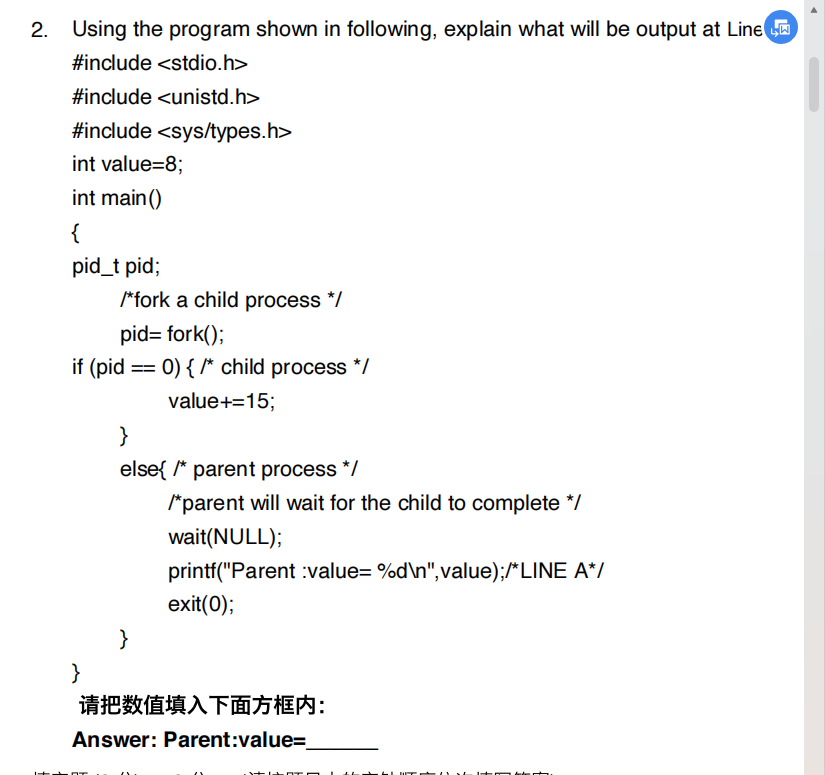 2. Using the program shown in following, explain what will be output at Line
#include <stdio.h>
#include <unistd.h>
#include <sys/types.h>
int value=8;
int main()
{
pid_t pid;
/*fork a child process */
pid= fork();
if (pid == 0) { /* child process */
value+=15;
}
else{ /* parent process */
/*parent will wait for the child to complete */
wait(NULL);
printf("Parent :value= %d\n",value);/*LINE A*/
exit(0);
}
}
请把数值填入下面方框内：
Answer: Parent:value=______